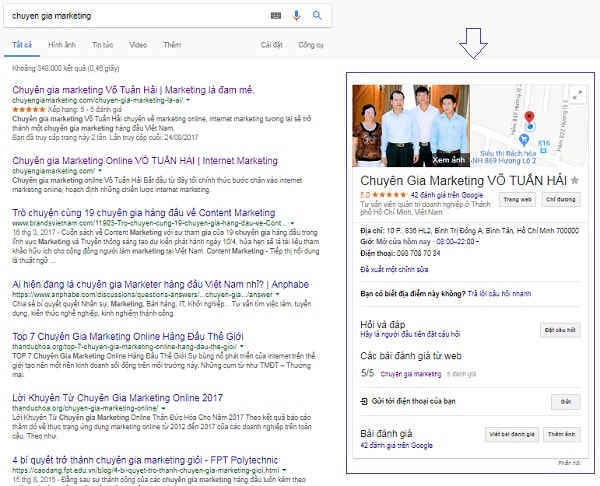 chuyen gia marketing
Tất cả Hình ảnh Tin tức Video Thêm Cài đặt Công cụ
Khoảng 348.000 kết quả (0,46 giây)
Chuyên gia marketing Võ Tuấn Hải | Marketing là đam mê.
chuyengiamarketing.com/chuyen-gia-marketing-la-ai/
Xếp hạng: 5 - 5 đánh giá
Chuyên gia marketing Võ Tuấn Hải chuyên về marketing online, internet marketing tương lai sẽ trở
thành một chuyên gia marketing hàng đầu Việt Nam.
Bạn đã truy cập trang này 2 lần. Lần truy cập cuối: 24/08/2017
Chuyên gia Marketing Online VÕ TUẤN HẢI | Internet Marketing
chuyengiamarketing.com/
Chuyên gia marketing online Võ Tuấn Hải Bắt đầu từ đây tôi chính thức bước chân vào internet
marketing online, hoạch định những chiến lược internet marketing.
Trò chuyện cùng 19 chuyên gia hàng đầu về Content Marketing
www.brandsvietnam.com/11903-Tro-chuyen-cung-19-chuyen-gia-hang-dau-ve-Cont...
16 thg 3, 2017 - Cuốn sách về Content Marketing với sự tham gia của 19 chuyên gia hàng đầu trong
lĩnh vực Marketing và Truyền thông sáng tạo dự kiến phát hành ngày 10/4, hứa hẹn sẽ là tài liệu tham
khảo hữu ích cho cộng đồng người làm marketing tại Việt Nam. Content Marketing - Tiếp thị nội dung
là thuật ngữ ...
Ai hiện đang là chuyên gia Marketer hàng đầu Việt Nam nhỉ? | Anphabe
https://www.anphabe.com/discussions/questions-answers/...chuyen-gia.../answer
Chia sẻ bí quyết quyết Nhân sự, Marketing, Bán hàng, IT, Khởi nghiệp... Tư vấn tìm việc làm, tuyển
dụng, kiến thức nghề nghiệp, kinh nghiệm thành công, xu hướng.
Top 7 Chuyên Gia Marketing Online Hàng Đầu Thế Giới
thanduchoa.org/top-7-chuyen-gia-marketing-online-hang-dau-the-gioi/
TOP 7 Chuyên Gia Marketing Online Hàng Đầu Thế Giới Sự bùng nổ phát triển của internet trên thế
giới tạo nên một nền kinh doanh sôi động trên môi trường này. Những cụm từ như TMĐT – Thương
mại.
Lời Khuyên Từ Chuyên Gia Marketing Online 2017
thanduchoa.org/chuyen-gia-marketing-online/
Lời Khuyên Từ Chuyên gia Marketing Online Thân Đức Hòa Cho Năm 2017 Theo kết quả báo cáo
thăm dò về thực trạng ứng dụng marketing online từ 2012 đến 2017 của các doanh nghiệp trên toàn
cầu. Theo như.
4 bí quyết trở thành chuyên gia marketing giỏi - FPT Polytechnic
https://caodang.fpt.edu.vn/blog/4-bi-quyet-tro-thanh-chuyen-gia-marketing-gioi.html
15 thg 8, 2015 - Đằng sau sự thành công của các chuyên gia marketing hàng đầu luôn kèm theo
Xem ảnh
Hẻm 840 Hương lộ 2
Hẻm 832 Hương lộ 2
816
Siêu thị Bách hóa
NH 869 Hương Lộ 2
Chuyên Gia Marketing VÕ TUẤN HẢI
5,0 42 đánh giá trên Google
Trang web Chỉ đường
Tư vấn viên quản trị doanh nghiệp ở Thành
phố Hồ Chí Minh, Việt Nam
Địa chỉ: 10 P., 836 HL2, Bình Trị Đông A, Bình Tân, Hồ Chí Minh 700000
Giờ: Mở cửa hôm nay · 08:00–22:00
Điện thoại: 098 708 70 34
Đề xuất một chỉnh sửa
Bạn có biết địa điểm này không? Trả lời câu hỏi nhanh
Hỏi và đáp
Hãy là người đầu tiên đặt câu hỏi
Đặt câu hỏi
Các bài đánh giá từ web
5/5 Chuyên gia marketing · 5 đánh giá
Gửi tới điện thoại của bạn
Gửi
Bài đánh giá
42 đánh giá trên Google
Viết bài đánh giá Thêm ảnh
Phản hồi